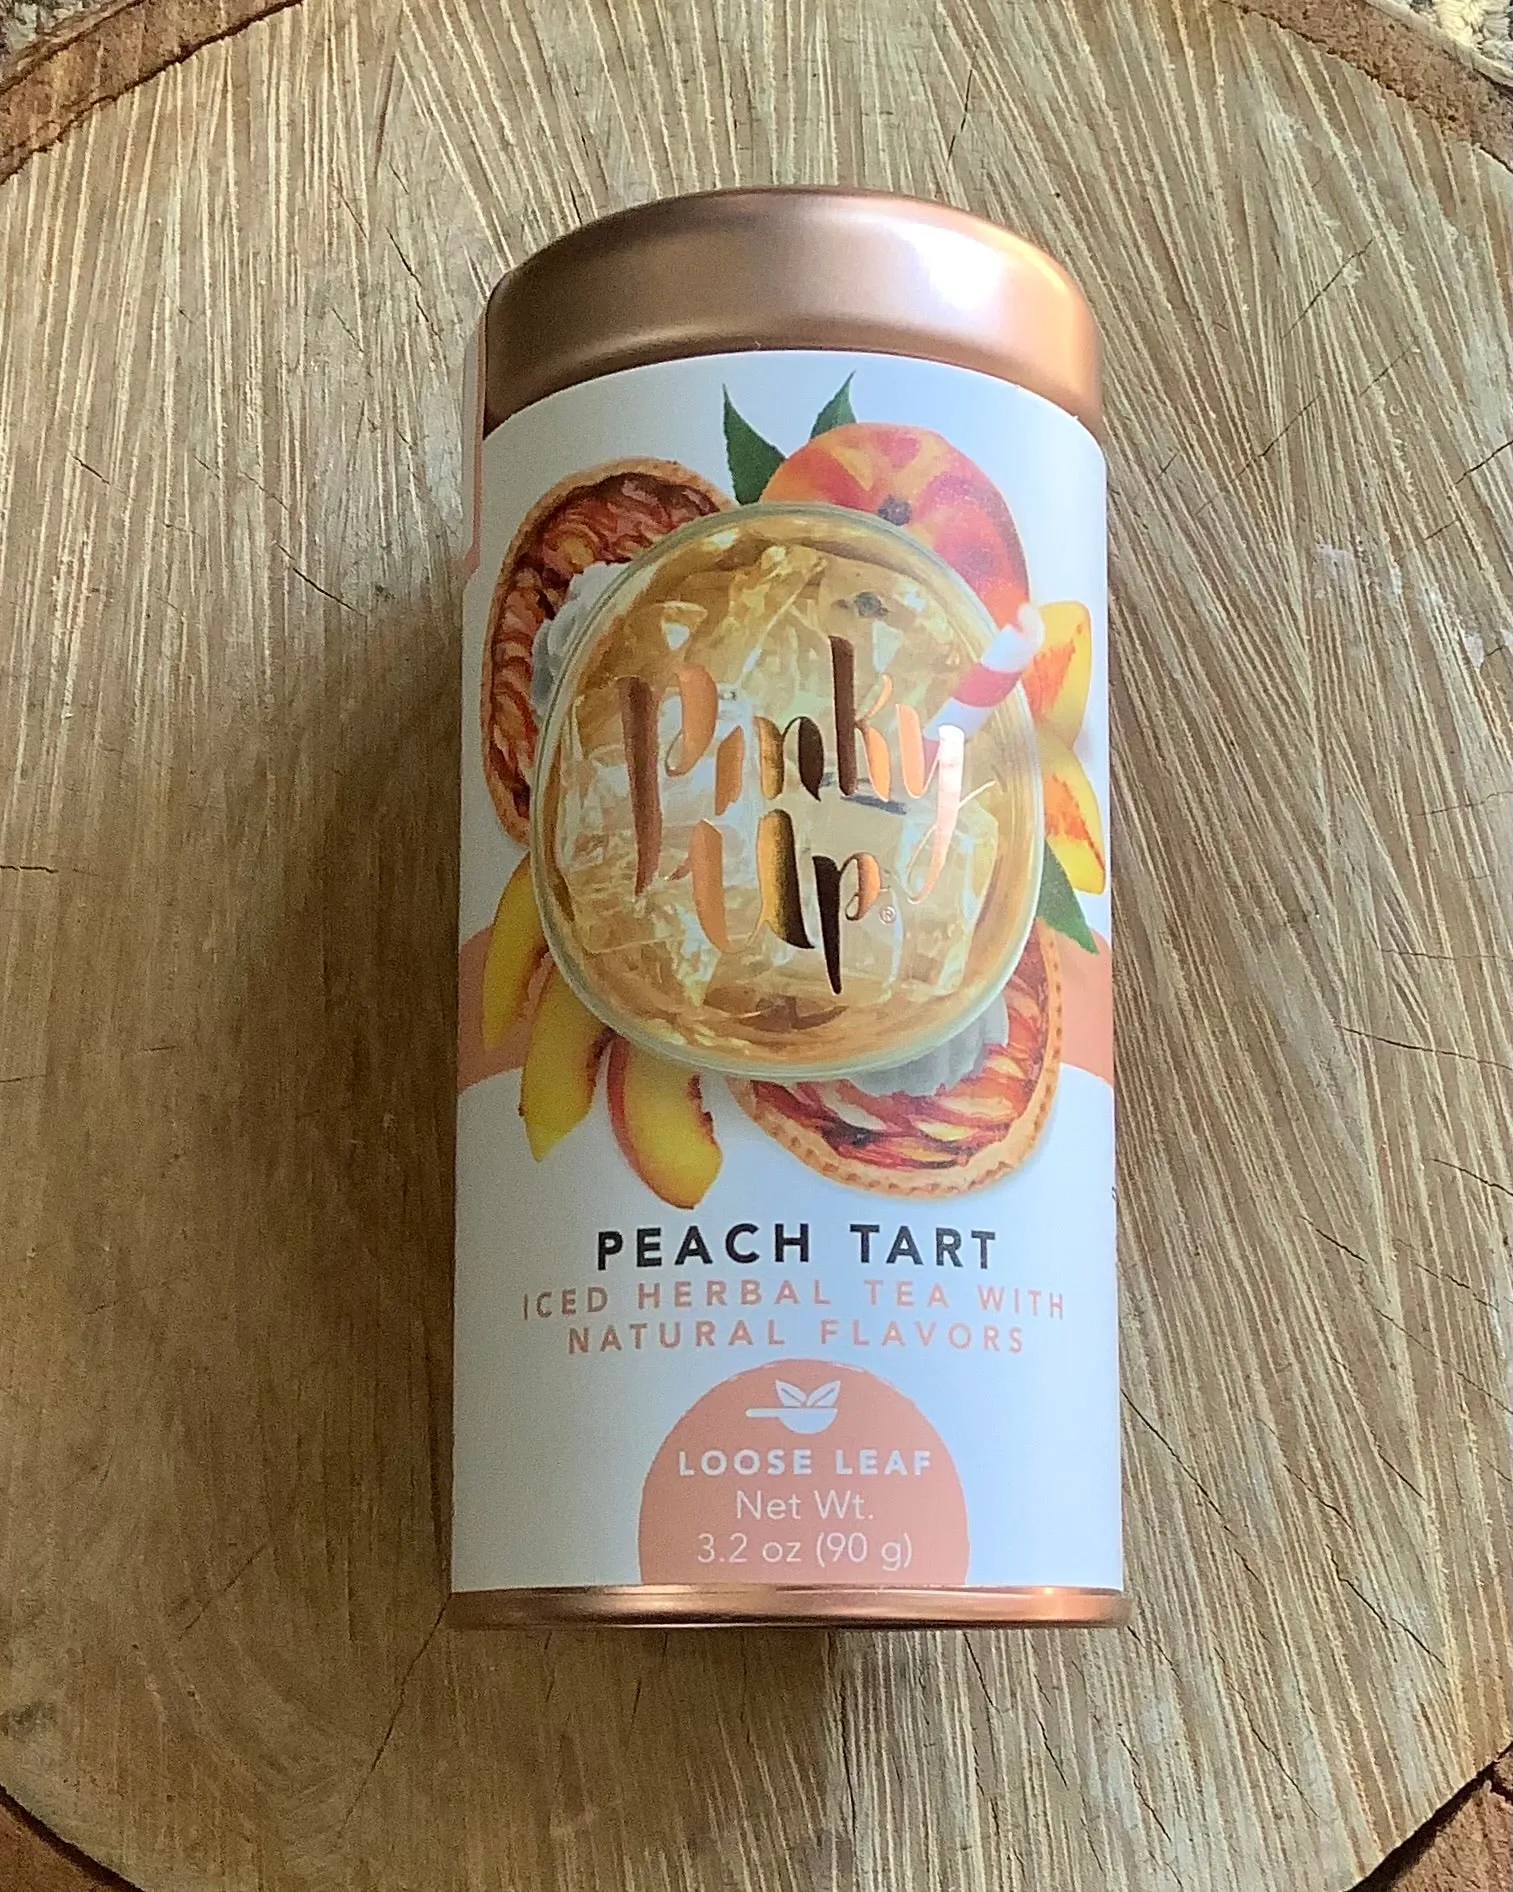 Pinky
Up®
PEACH TART
ICED HERBAL TEA WITH
NATURAL FLAVORS
LOOSE LEAF
Net Wt.
3.2 oz (90 g)